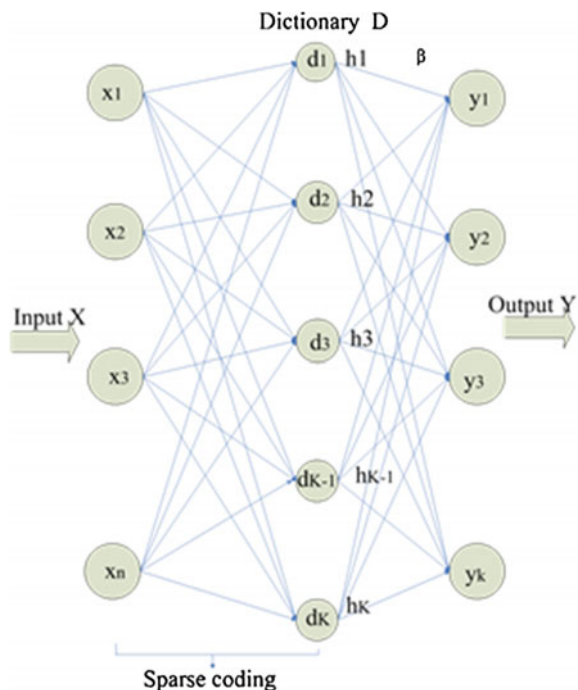 Dictionary D
d1 h1 β
x1 y1
d2 h2
x2 y2
Input X Output Y
d3 h3
x3 y3
dK-1 hK-1
xn yk
dK hK
Sparse coding